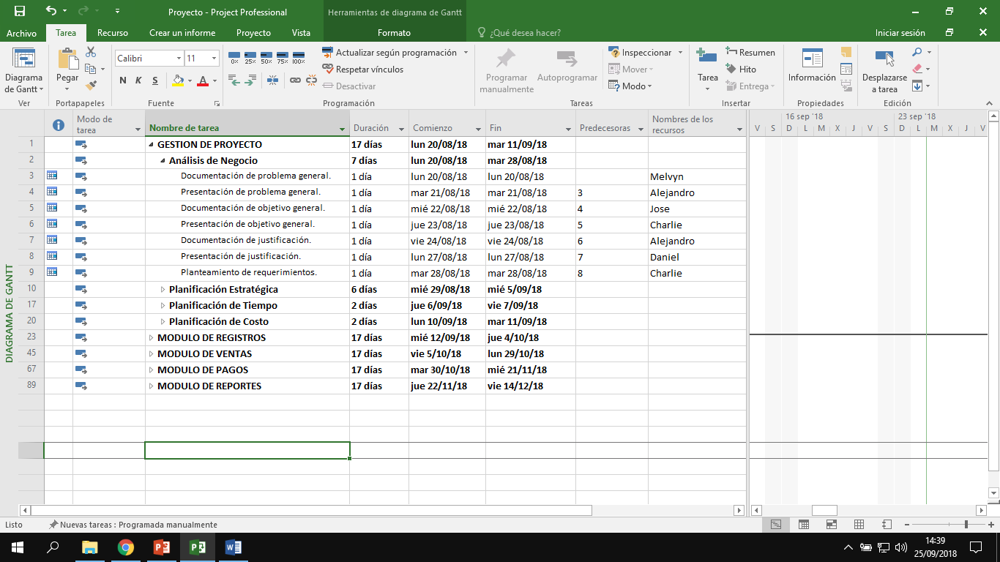 Proyecto - Project Professional
Herramientas de diagrama de Gantt
Archivo Tarea Recurso Crear un informe Proyecto Vista Formato ¿Qué desea hacer? Iniciar sesión
Diagrama de Gantt
Ver
Pegar
Portapapeles
Calibri 11
N K S A
Fuente
0% 25% 50% 75% 100%
Actualizar según programación
Respetar vínculos
Desactivar
Programación
Programar manualmente
Autoprogramar
Inspeccionar
Mover
Modo
Tareas
Tarea
Resumen
Hito
Entrega
Insertar
Información
Propiedades
Desplazarse a tarea
Edición
Modo de tarea Nombre de tarea Duración Comienzo Fin Predecesoras Nombres de los recursos
16 sep '18 23 sep '18
V S D L M X J V S D L M X J V
1 GESTION DE PROYECTO 17 días lun 20/08/18 mar 11/09/18
2 Análisis de Negocio 7 días lun 20/08/18 mar 28/08/18
3 Documentación de problema general. 1 día lun 20/08/18 lun 20/08/18 Melvyn
4 Presentación de problema general. 1 día mar 21/08/18 mar 21/08/18 3 Alejandro
5 Documentación de objetivo general. 1 día mié 22/08/18 mié 22/08/18 4 Jose
6 Presentación de objetivo general. 1 día jue 23/08/18 jue 23/08/18 5 Charlie
7 Documentación de justificación. 1 día vie 24/08/18 vie 24/08/18 6 Alejandro
8 Presentación de justificación. 1 día lun 27/08/18 lun 27/08/18 7 Daniel
9 Planteamiento de requerimientos. 1 día mar 28/08/18 mar 28/08/18 8 Charlie
10 Planificación Estratégica 6 días mié 29/08/18 mié 5/09/18
17 Planificación de Tiempo 2 días jue 6/09/18 vie 7/09/18
20 Planificación de Costo 2 días lun 10/09/18 mar 11/09/18
23 MODULO DE REGISTROS 17 días mié 12/09/18 jue 4/10/18
45 MODULO DE VENTAS 17 días vie 5/10/18 lun 29/10/18
67 MODULO DE PAGOS 17 días mar 30/10/18 mié 21/11/18
89 MODULO DE REPORTES 17 días jue 22/11/18 vie 14/12/18
DIAGRAMA DE GANTT
Listo Nuevas tareas : Programada manualmente
14:39
25/09/2018